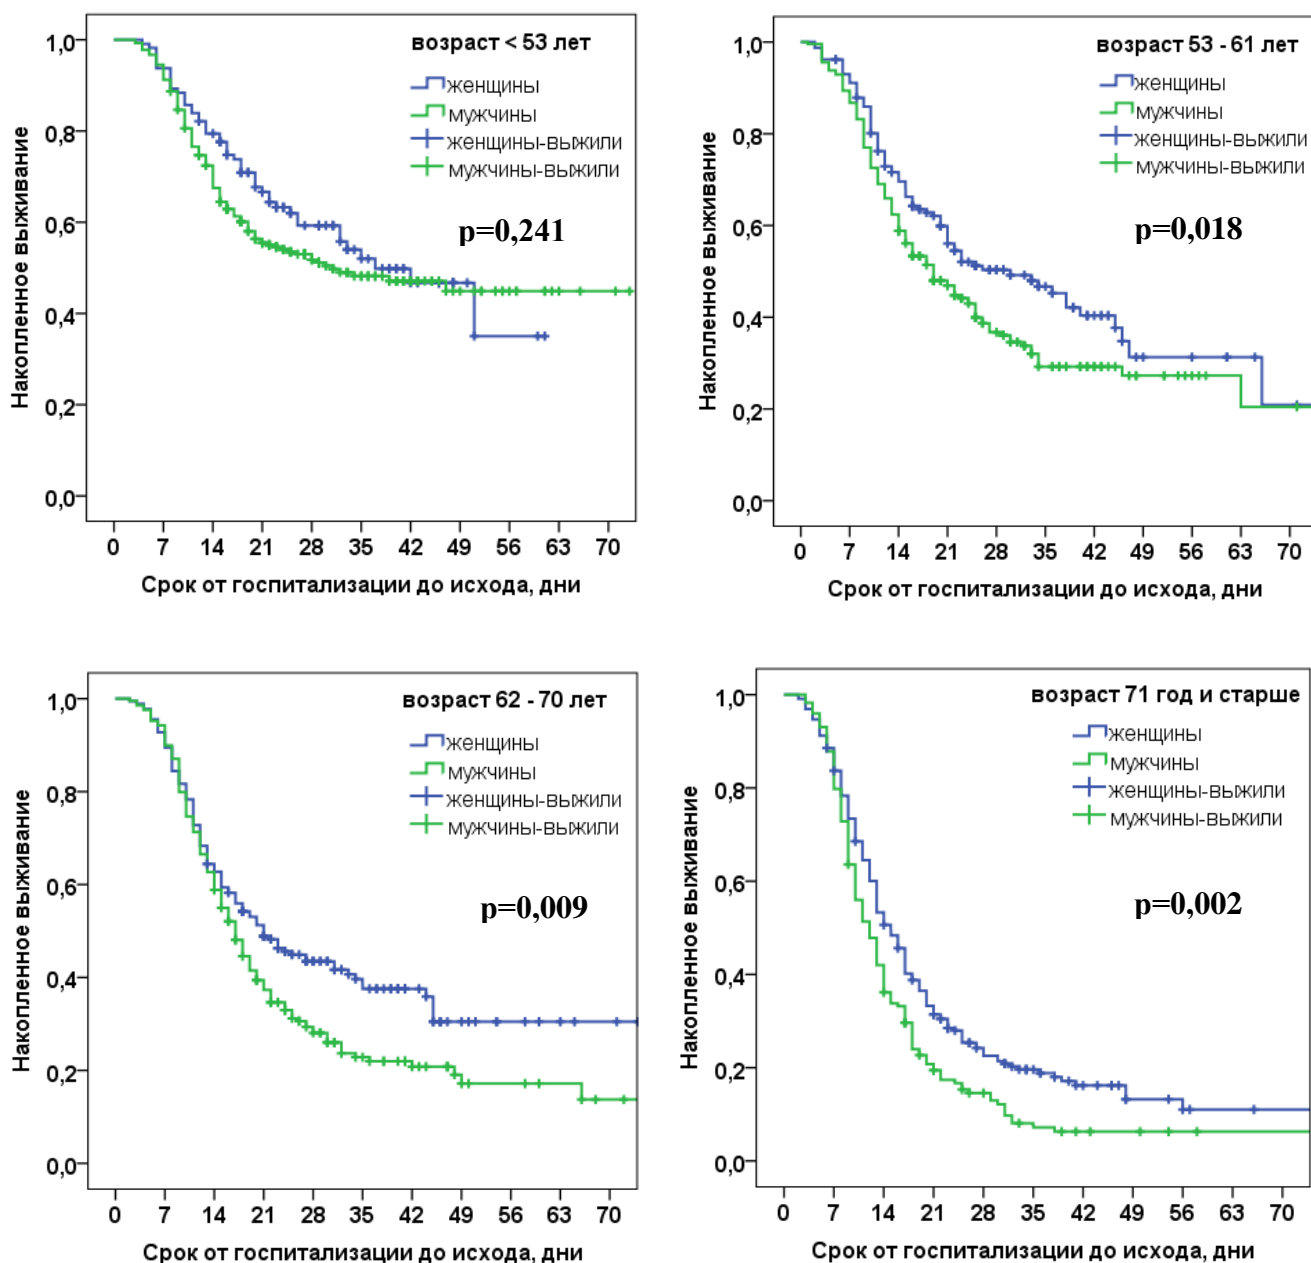 возраст < 53 лет
женщины
мужчины
женщины-выжили
мужчины-выжили
p=0,241
Накопленное выживание
1,0
0,8
0,6
0,4
0,2
0,0
0 7 14 21 28 35 42 49 56 63 70
Срок от госпитализации до исхода, дни
возраст 53 - 61 лет
женщины
мужчины
женщины-выжили
мужчины-выжили
p=0,018
Накопленное выживание
1,0
0,8
0,6
0,4
0,2
0,0
0 7 14 21 28 35 42 49 56 63 70
Срок от госпитализации до исхода, дни
возраст 62 - 70 лет
женщины
мужчины
женщины-выжили
мужчины-выжили
p=0,009
Накопленное выживание
1,0
0,8
0,6
0,4
0,2
0,0
0 7 14 21 28 35 42 49 56 63 70
Срок от госпитализации до исхода, дни
возраст 71 год и старше
женщины
мужчины
женщины-выжили
мужчины-выжили
p=0,002
Накопленное выживание
1,0
0,8
0,6
0,4
0,2
0,0
0 7 14 21 28 35 42 49 56 63 70
Срок от госпитализации до исхода, дни